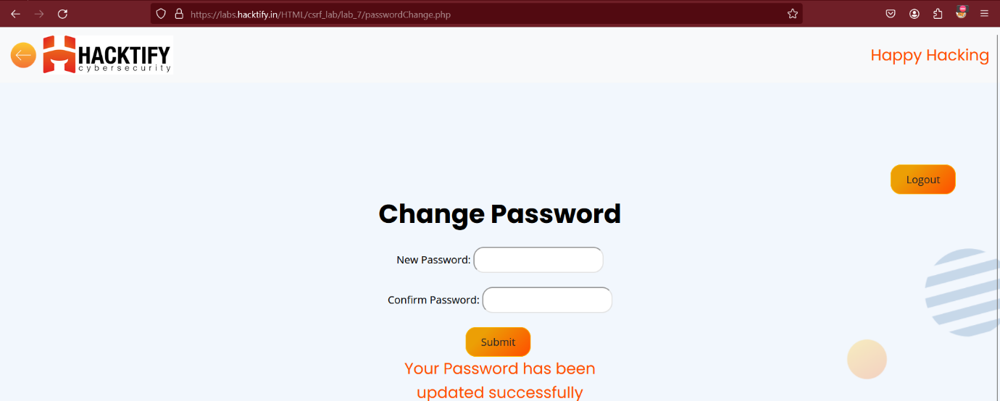 https://labs.hacktify.in/HTML/csrf_lab/lab_7/passwordChange.php
HACKTIFY
cybersecurity
Happy Hacking
Logout
Change Password
New Password:
Confirm Password:
Submit
Your Password has been
updated successfully